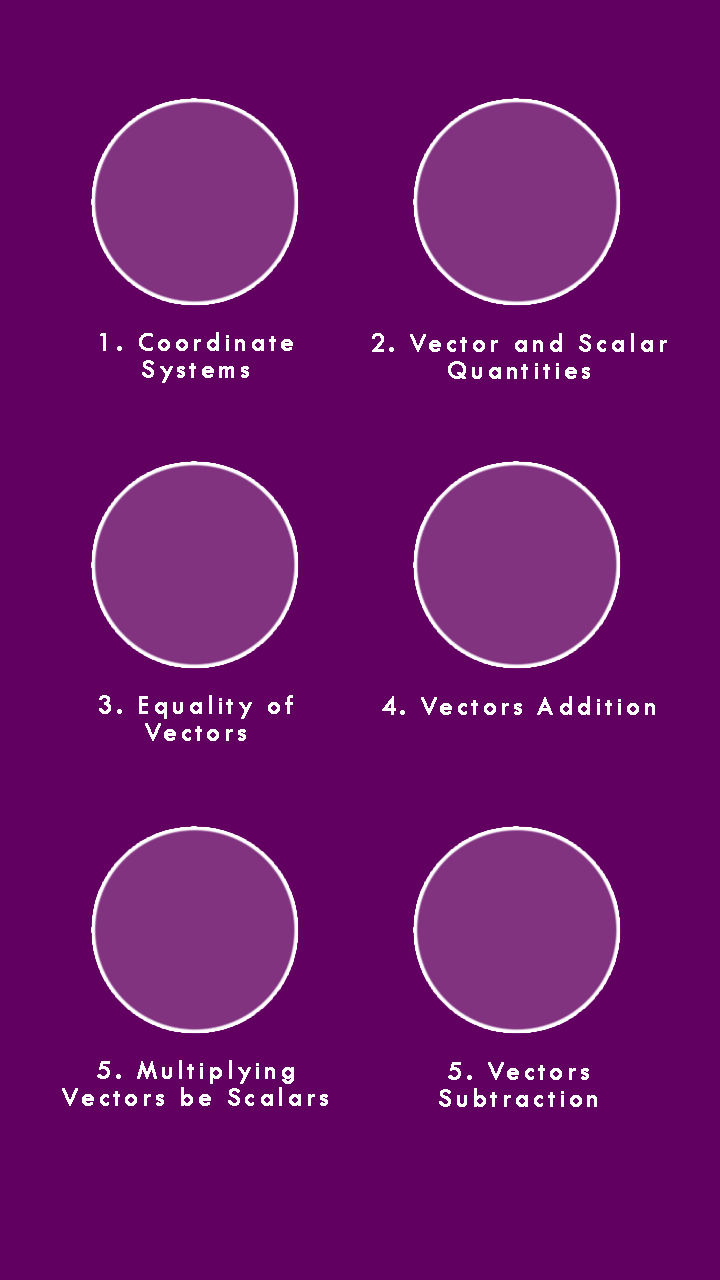 1. Coordinate
Systems
2. Vector and Scalar
Quantities
3. Equality of
Vectors
4. Vectors Addition
5. Multiplying
Vectors be Scalars
5. Vectors
Subtraction